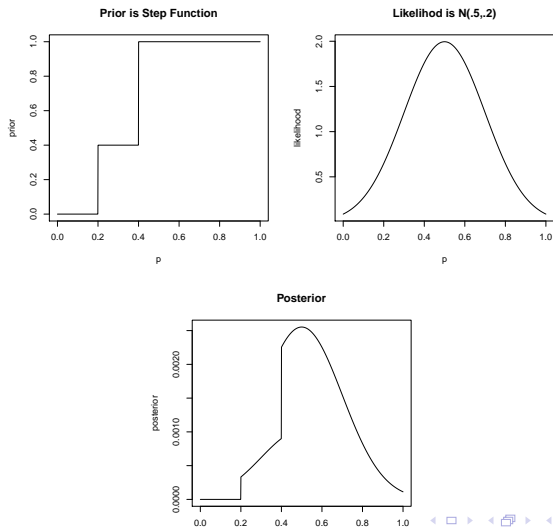 Prior is Step Function
prior
0.0 0.2 0.4 0.6 0.8 1.0
0.0 0.2 0.4 0.6 0.8 1.0
p
Likelihod is N(.5,.2)
likelihood
0.5 1.0 1.5 2.0
0.0 0.2 0.4 0.6 0.8 1.0
p
Posterior
posterior
0.0000 0.0010 0.0020
0.0 0.2 0.4 0.6 0.8 1.0